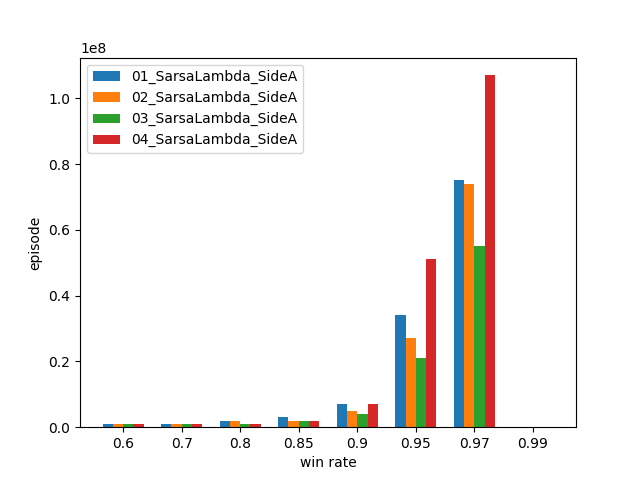 1e8
01_SarsaLambda_SideA
02_SarsaLambda_SideA
03_SarsaLambda_SideA
04_SarsaLambda_SideA
1.0
0.8
0.6
0.4
0.2
0.0
episode
0.6 0.7 0.8 0.85 0.9 0.95 0.97 0.99
win rate